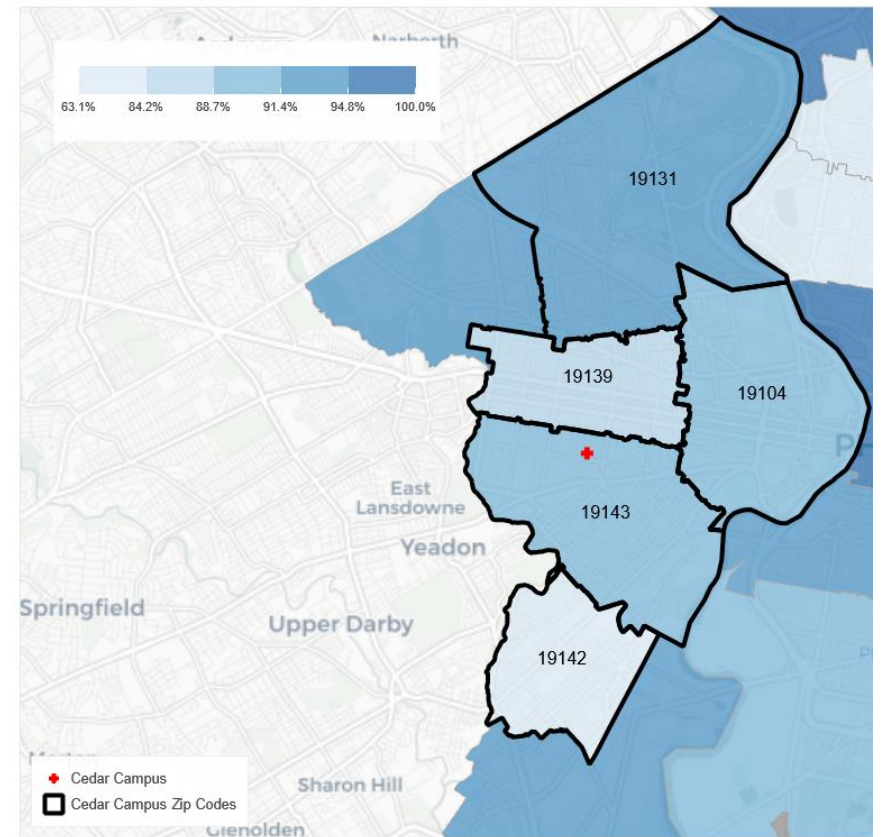 Narberth
63.1% 84.2% 88.7% 91.4% 94.8% 100.0%
19131
19139
19104
East
Lansdowne
19143
Yeadon
Springfield
Upper Darby
19142
Cedar Campus
Sharon Hill
Cedar Campus Zip Codes
Glenolden